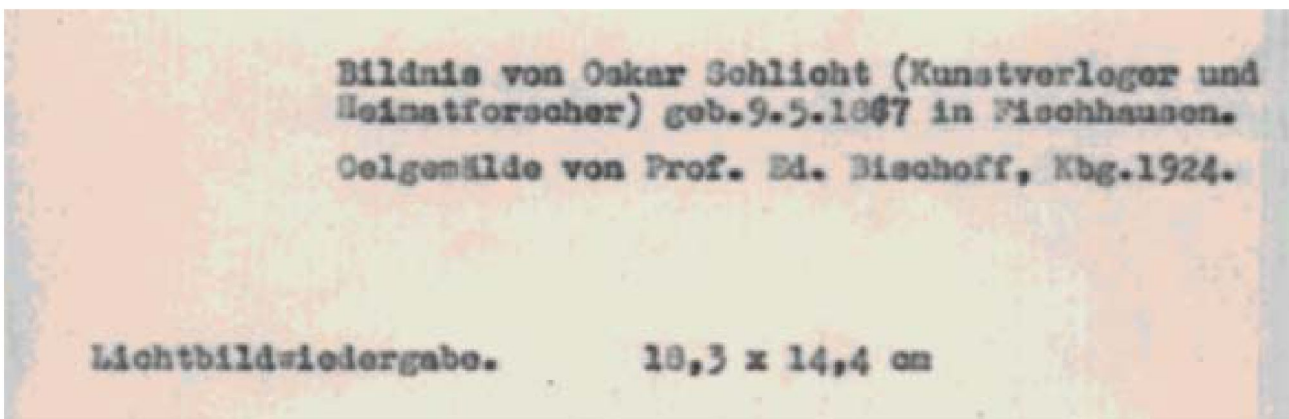 Bildnis von Oskar Schlicht (Kunstverleger und
Heimatforscher) geb.9.5.1867 in Fischhausen.
Oelgemälde von Prof. Ed. Bischoff, Kbg.1924.
Lichtbildwiedergabe. 18,3 x 14,4 cm